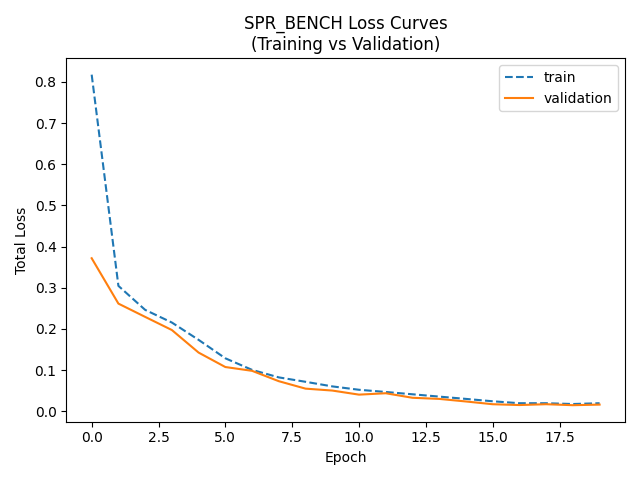 SPR_BENCH Loss Curves
(Training vs Validation)
train
validation
Total Loss
0.8
0.7
0.6
0.5
0.4
0.3
0.2
0.1
0.0
0.0 2.5 5.0 7.5 10.0 12.5 15.0 17.5
Epoch